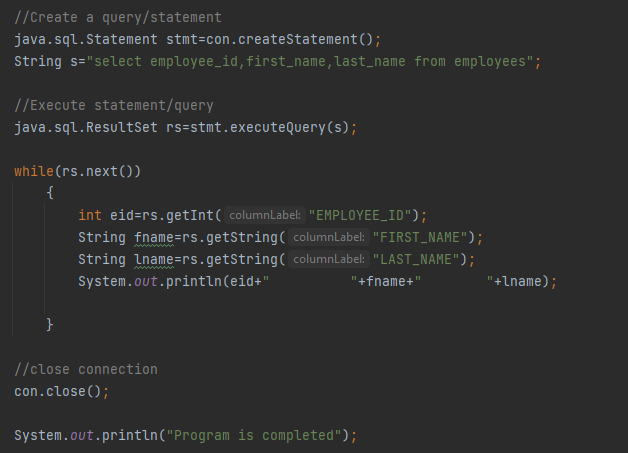 //Create a query/statement
java.sql.Statement stmt=con.createStatement();
String s="select employee_id,first_name,last_name from employees";
//Execute statement/query
java.sql.ResultSet rs=stmt.executeQuery(s);
while(rs.next())
{
int eid=rs.getInt( columnLabel: "EMPLOYEE_ID");
String fname=rs.getString( columnLabel: "FIRST_NAME");
String lname=rs.getString( columnLabel: "LAST_NAME");
System.out.println(eid+"          "+fname+"        "+lname);
}
//close connection
con.close();
System.out.println("Program is completed");